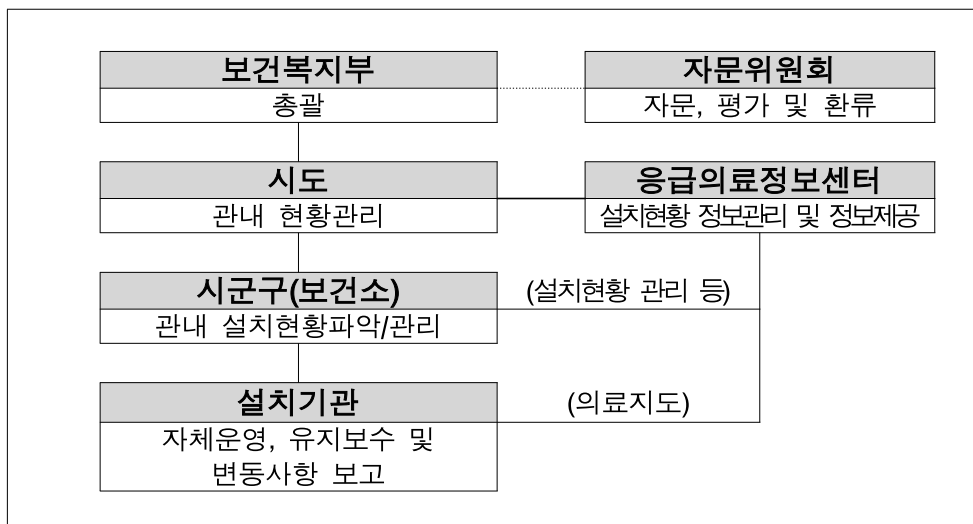 보건복지부
총괄
자문위원회
자문, 평가 및 환류
시도
관내 현황관리
응급의료정보센터
설치현황 정보관리 및 정보제공
시군구(보건소)
관내 설치현황파악/관리
(설치현황 관리 등)
설치기관
자체운영, 유지보수 및
변동사항 보고
(의료지도)